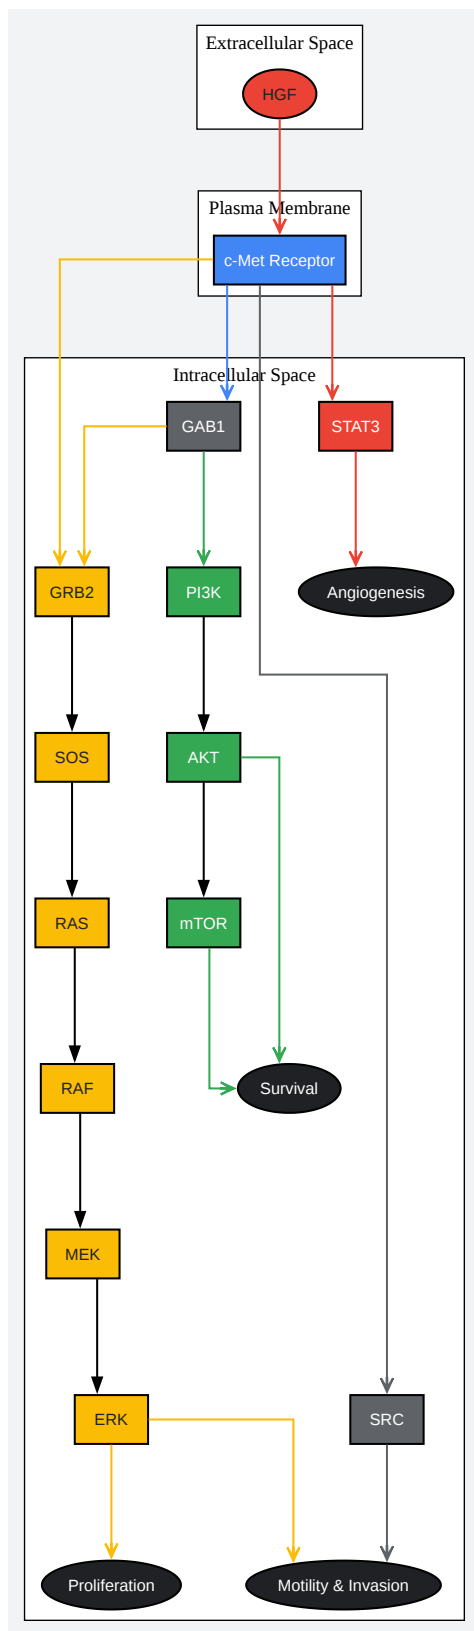 Extracellular Space
HGF
Plasma Membrane
c-Met Receptor
Intracellular Space
GAB1
STAT3
GRB2
PI3K
Angiogenesis
SOS
AKT
RAS
mTOR
RAF
Survival
MEK
ERK
SRC
Proliferation
Motility & Invasion